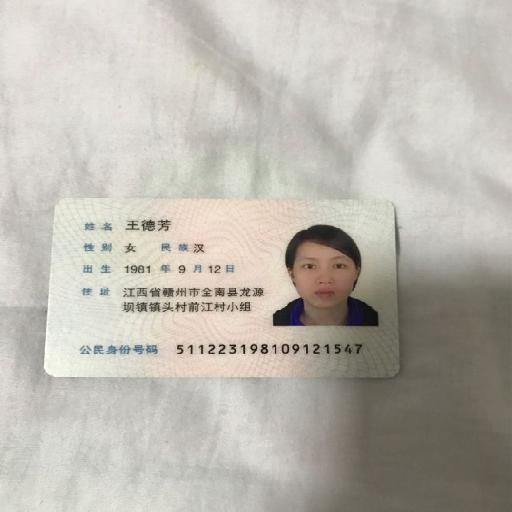 姓名 王德芳
性别 女 民族 汉
出生 1981 年 9 月 12 日
住址 江西省赣州市全南县龙源
坝镇镇头村前江村小组
公民身份号码 511223198109121547